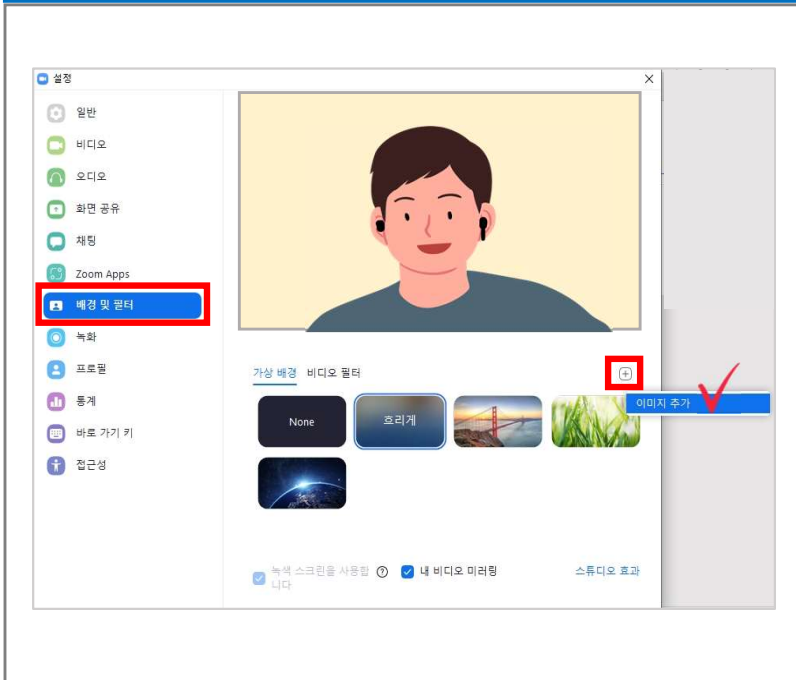 설정
일반
비디오
오디오
화면 공유
채팅
Zoom Apps
배경 및 필터
녹화
프로필
통계
바로 가기 키
접근성
가상 배경 비디오 필터
이미지 추가
None 흐리게
녹색 스크린을 사용합
니다
내 비디오 미러링
스튜디오 효과